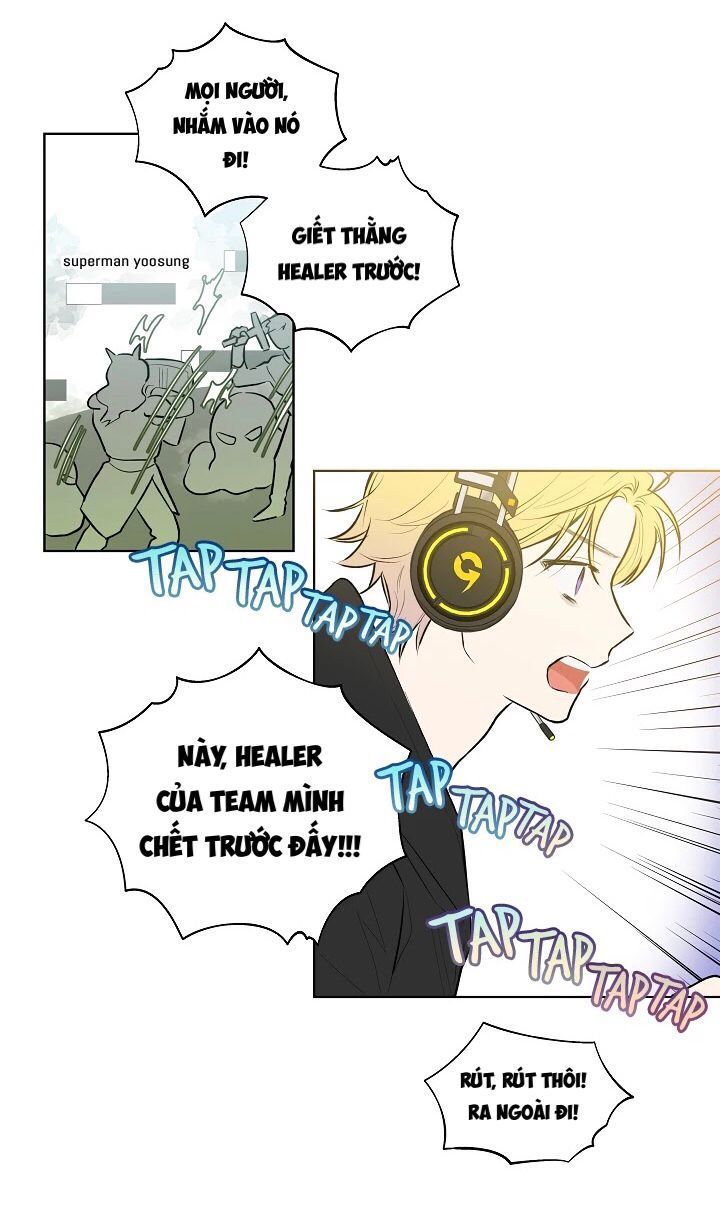 MỌI NGƯỜI,
NHẮM VÀO NÓ
ĐI!
GIẾT THẰNG
HEALER TRƯỚC!
superman yoosung
TAP TAP TAP TAP
NÀY, HEALER
CỦA TEAM MÌNH
CHẾT TRƯỚC ĐẤY!!!
TAP TAP TAP
TAP TAP TAP TAP
RÚT, RÚT THÔI!
RA NGOÀI ĐI!